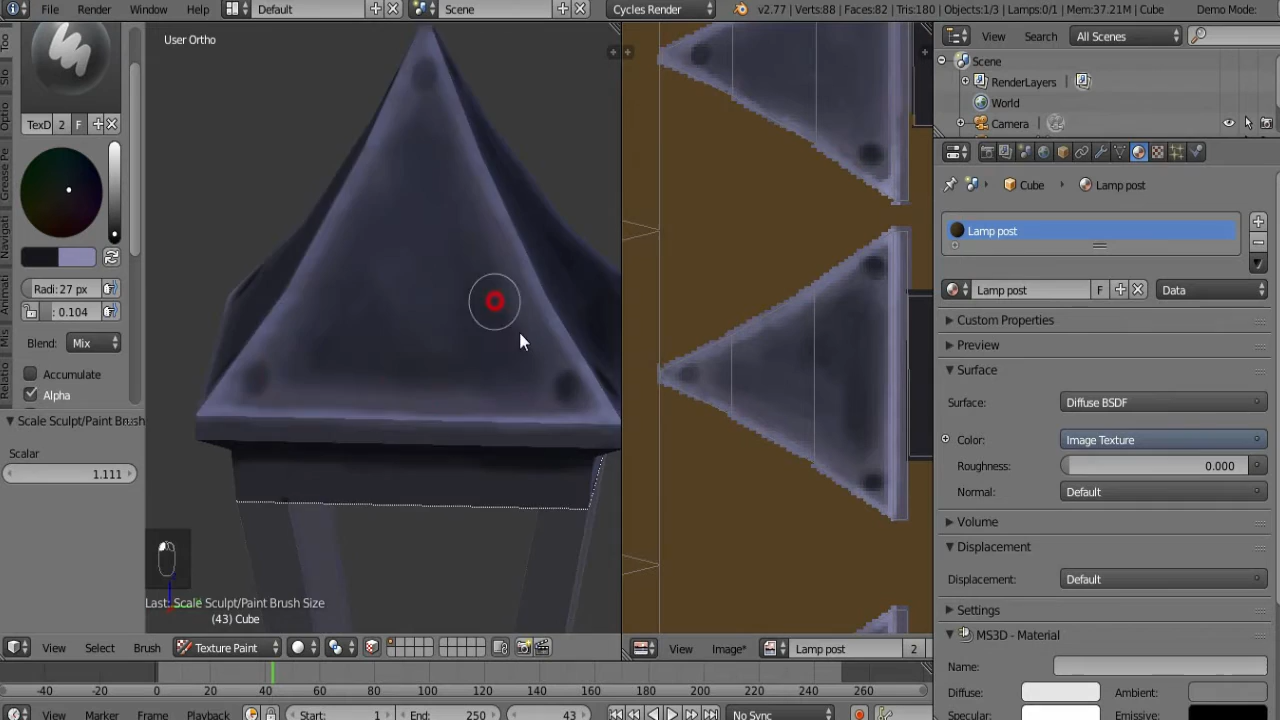 File Render Window Help Default Scene Cycles Render v2.77 | Verts:88 | Faces:82 | Tris:180 | Objects:1/3 | Lamps:0/1 | Mem:37.21M | Cube Demo Mode:
User Ortho
View Search All Scenes
Scene
RenderLayers
World
Camera
TexD 2 F
Cube Lamp post
Lamp post
Radi: 27 px
: 0.104
Lamp post F Data
Blend: Mix
Custom Properties
Preview
Accumulate
Surface
Alpha
Surface: Diffuse BSDF
Scale Sculpt/Paint Brush
Scalar
Color: Image Texture
1.111
Roughness: 0.000
Normal: Default
Volume
Displacement
Displacement: Default
Last: Scale Sculpt/Paint Brush Size
(43) Cube
Settings
MS3D - Material
View Select Brush Texture Paint View Image* Lamp post 2
Name:
-40 -20 0 20 40 60 80 100 120 140 160 180 200 220 240 260
Diffuse: Ambient:
Marker Frame Playback Start: 1 End: 250 43 No Sync
Specular: Emissive: